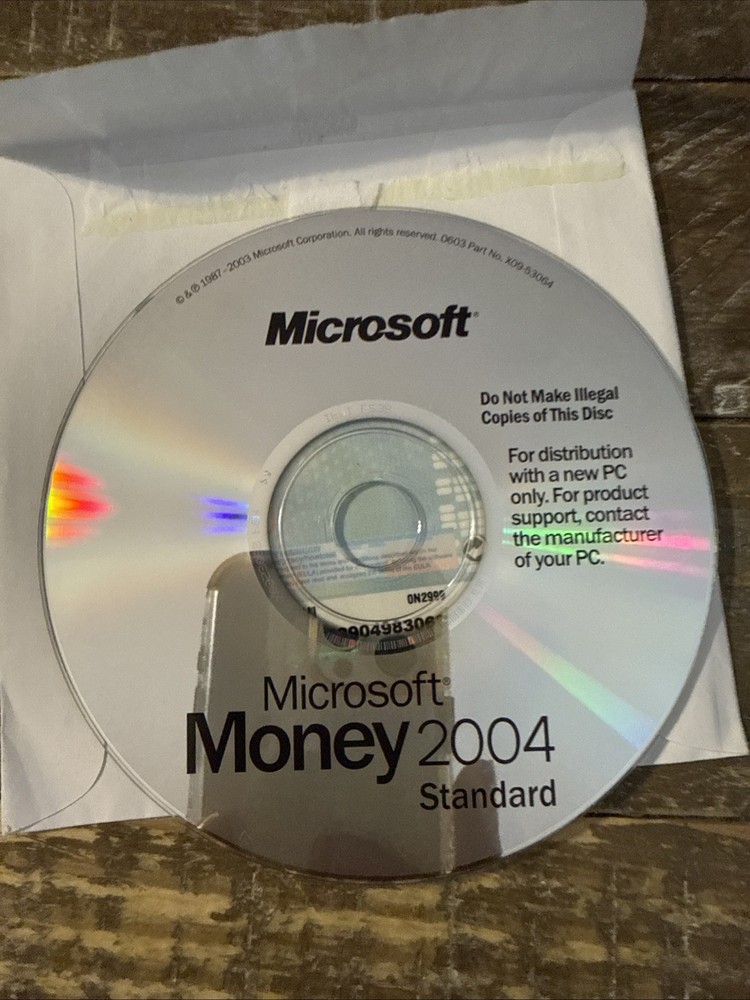 © & ℗ 1987-2003 Microsoft Corporation. All rights reserved. 0603 Part No. X09-53064
Microsoft®
Do Not Make Illegal
Copies of This Disc
For distribution
with a new PC
only. For product
support, contact
the manufacturer
of your PC.
0N2999
Microsoft®
Money 2004
Standard